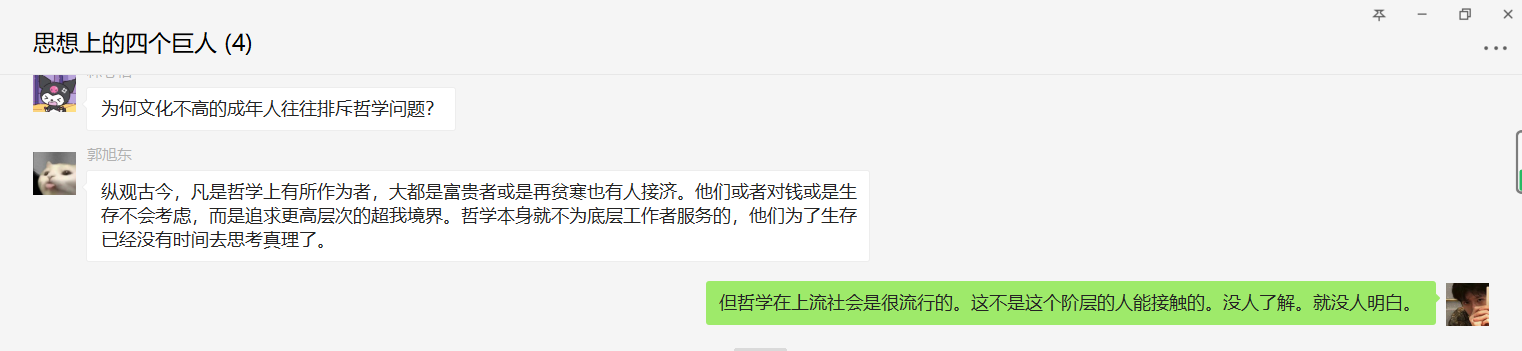 思想上的四个巨人 (4)
为何文化不高的成年人往往排斥哲学问题？
郭旭东
纵观古今，凡是哲学上有所作为者，大都是富贵者或是再贫寒也有人接济。他们或者对钱或是生
存不会考虑，而是追求更高层次的超我境界。哲学本身就不为底层工作者服务的，他们为了生存
已经没有时间去思考真理了。
但哲学在上流社会是很流行的。这不是这个阶层的人能接触的。没人了解。就没人明白。